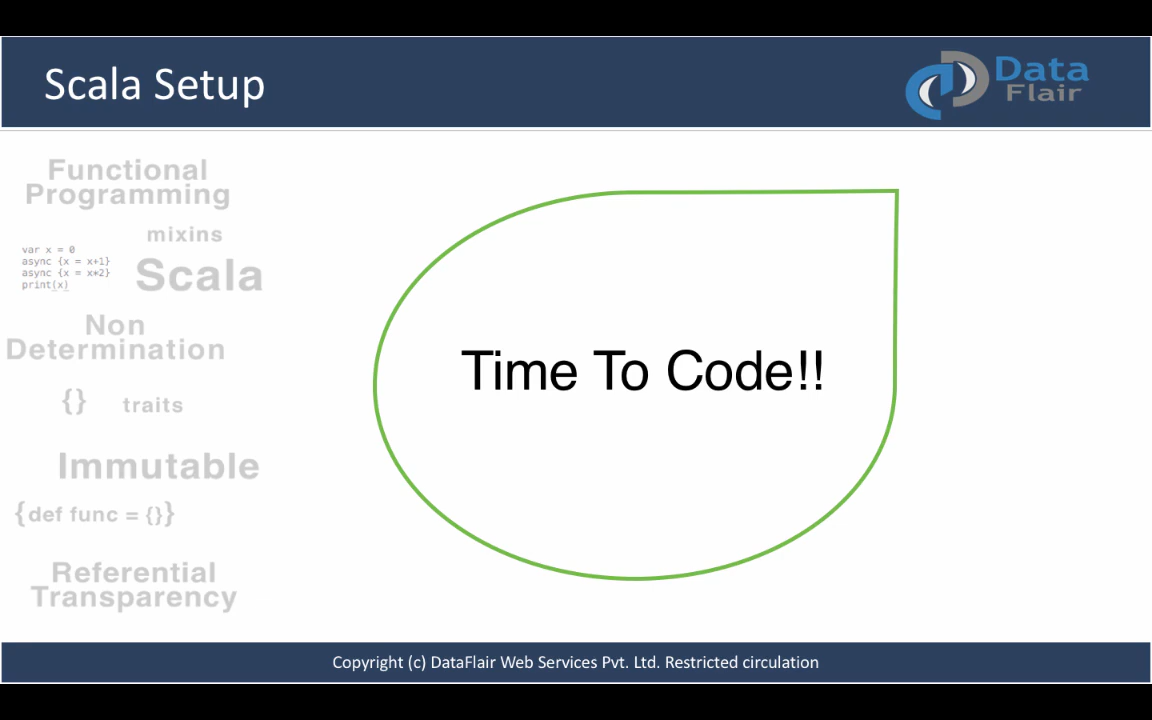 Scala Setup
Data
Flair
Functional
Programming
mixins
var x = 0
async {x = x+1}
async {x = x*2}
print(x)
Scala
Non
Determination
{} traits
Immutable
{def func = {}}
Referential
Transparency
Time To Code!!
Copyright (c) DataFlair Web Services Pvt. Ltd. Restricted circulation